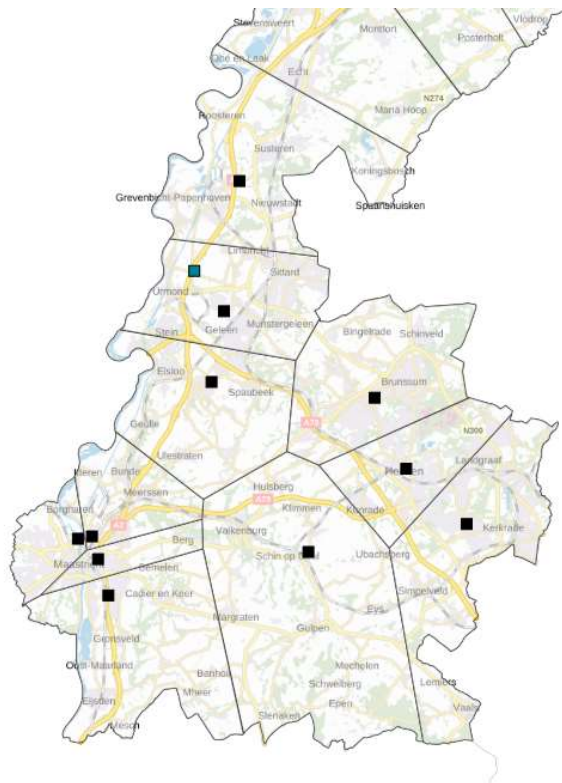 Stevensweert
Montfort
Vlodrop
Posterholt
Ohé en Laak
Echt
N274
Maria Hoop
Roosteren
Susteren
Koningsbosch
Grevenbicht-Papenhoven
Nieuwstadt
Spaanshuisken
Limbricht
Sittard
Urmond
Stein
Geleen
Munstergeleen
Bingelrade
Schinveld
Elsloo
Spaubeek
Brunssum
Geulle
A76
N300
Ulestraten
Heerlen
Landgraaf
Itteren
Bunde
Meerssen
Hulsberg
A79
Klimmen
Kunrade
Borgharen
A2
Kerkrade
Berg
Valkenburg
Schin op Geul
Ubachsberg
Maastricht
Bemelen
Simpelveld
Cadier en Keer
Margraten
Eys
Gulpen
Gronsveld
Oost-Maarland
Banholt
Mechelen
Mheer
Schweiberg
Lemiers
Eijsden
Epen
Vaals
Slenaken
Mesch